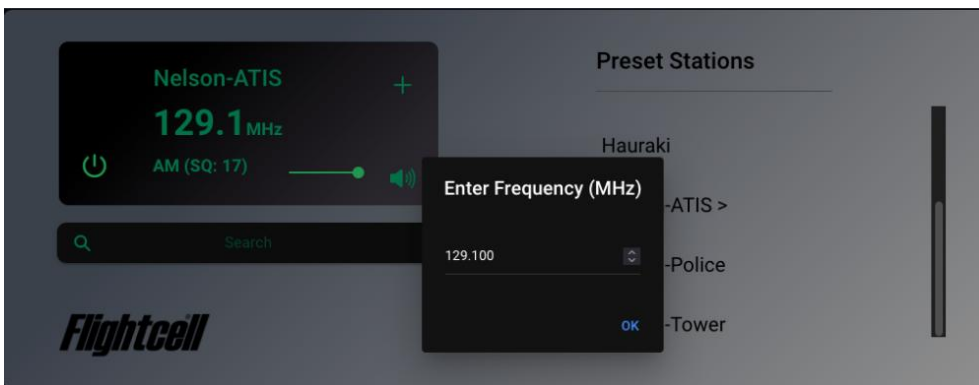 Nelson-ATIS
+
129.1MHz
AM (SQ: 17)
Search
Flightcell
Preset Stations
Hauraki
-ATIS >
-Police
-Tower
Enter Frequency (MHz)
129.100
OK